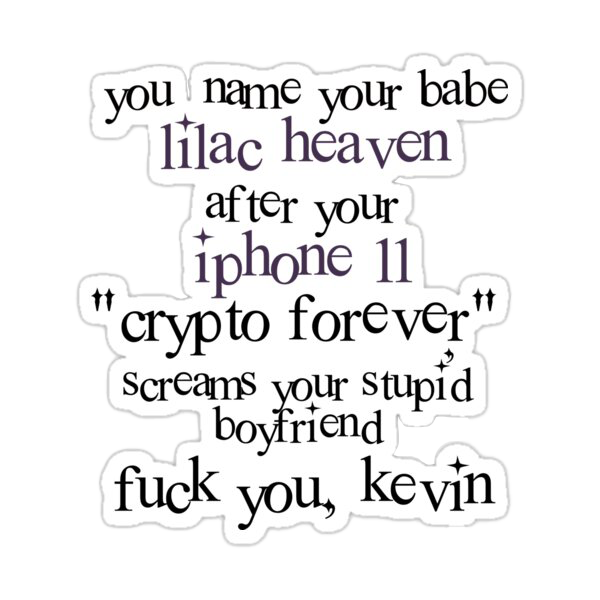 you name your babe
lilac heaven
after your
iphone 11
"crypto forever"
screams your stupid
boyfriend
fuck you, kevin